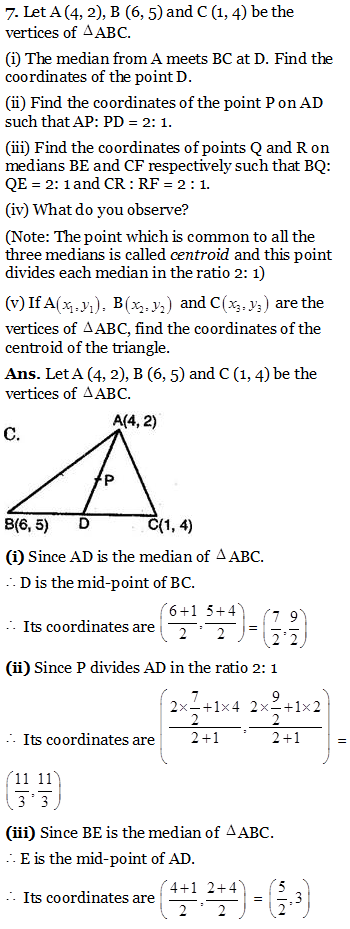 7. Let A (4, 2), B (6, 5) and C (1, 4) be the
vertices of ΔABC.
(i) The median from A meets BC at D. Find the
coordinates of the point D.
(ii) Find the coordinates of the point P on AD
such that AP: PD = 2: 1.
(iii) Find the coordinates of points Q and R on
medians BE and CF respectively such that BQ:
QE = 2: 1 and CR : RF = 2 : 1.
(iv) What do you observe?
(Note: The point which is common to all the
three medians is called centroid and this point
divides each median in the ratio 2: 1)
(v) If A(x₁, y₁), B(x₂, y₂) and C(x₃, y₃) are the
vertices of ΔABC, find the coordinates of the
centroid of the triangle.
Ans. Let A (4, 2), B (6, 5) and C (1, 4) be the
vertices of ΔABC.
A(4, 2)
C.
P
B(6, 5) D C(1, 4)
(i) Since AD is the median of ΔABC.
∴ D is the mid-point of BC.
∴ Its coordinates are ((6+1)/2, (5+4)/2) = (7/2, 9/2)
(ii) Since P divides AD in the ratio 2: 1
∴ Its coordinates are ((2×7/2+1×4)/(2+1), (2×9/2+1×2)/(2+1)) =
(11/3, 11/3)
(iii) Since BE is the median of ΔABC.
∴ E is the mid-point of AD.
∴ Its coordinates are ((4+1)/2, (2+4)/2) = (5/2, 3)